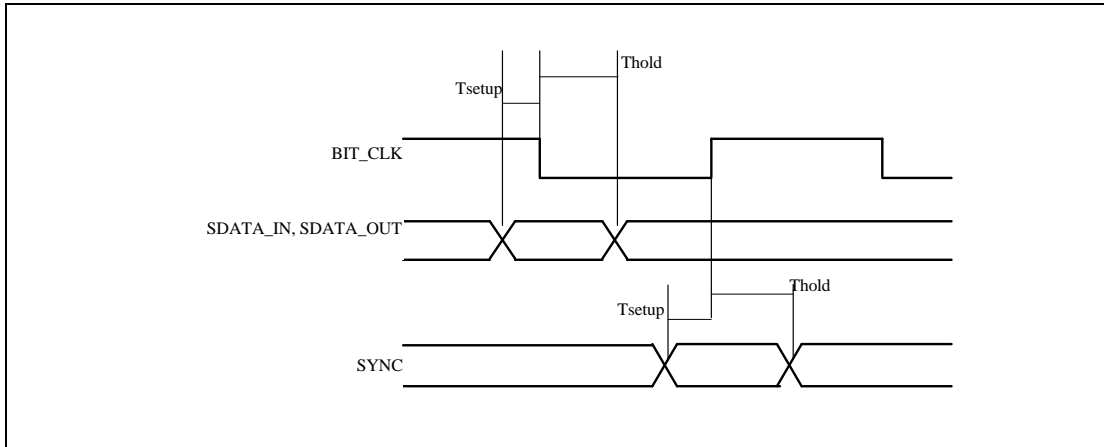 Thold
Tsetup
BIT_CLK
SDATA_IN, SDATA_OUT
Thold
Tsetup
SYNC